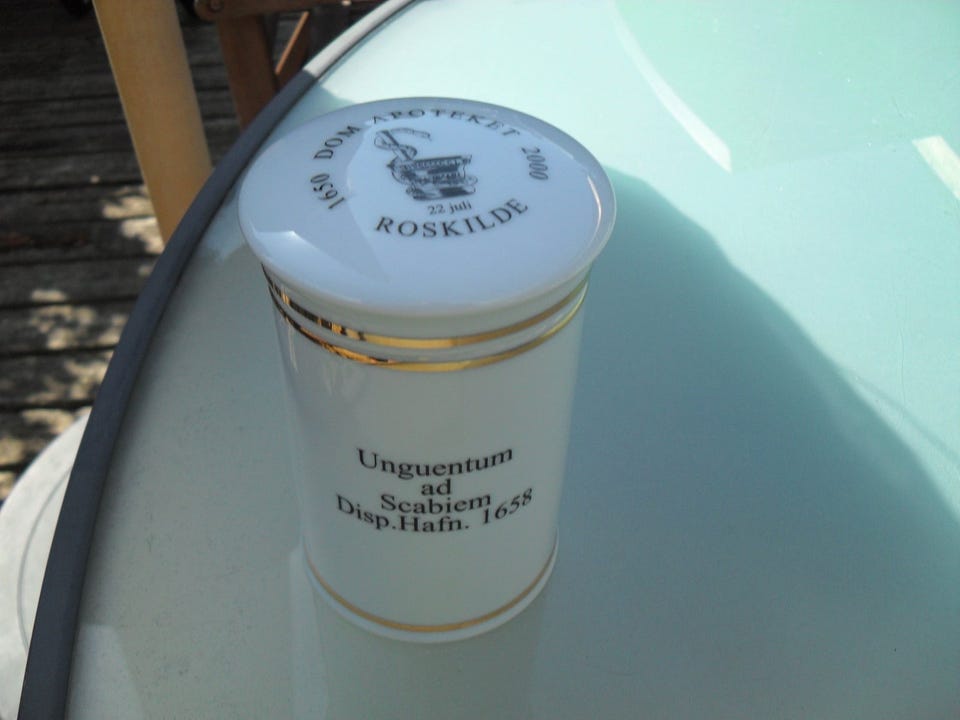 1650 DOM APOTEKET 2000
22 juli
ROSKILDE
Unguentum
ad
Scabiem
Disp.Hafn. 1658